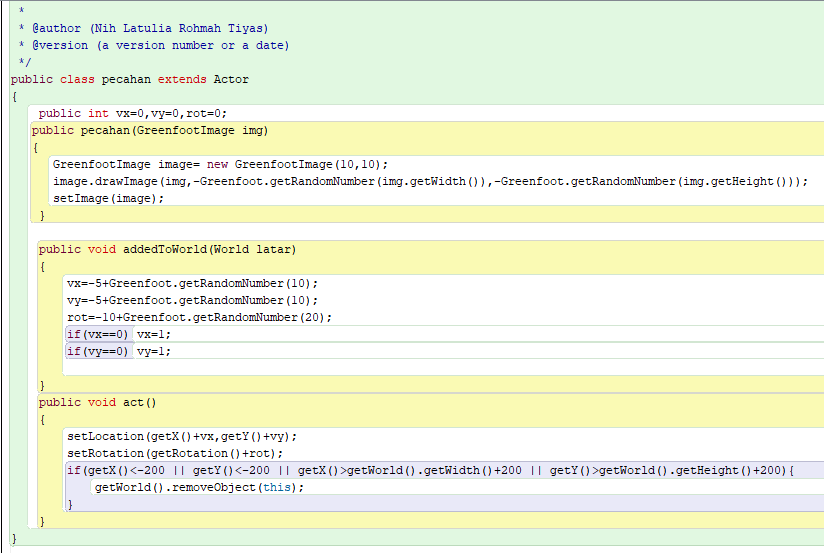 *
* @author (Nih Latulia Rohmah Tiyas)
* @version (a version number or a date)
*/
public class pecahan extends Actor
{
public int vx=0,vy=0,rot=0;
public pecahan(GreenfootImage img)
{
GreenfootImage image= new GreenfootImage(10,10);
image.drawImage(img,-Greenfoot.getRandomNumber(img.getWidth()),-Greenfoot.getRandomNumber(img.getHeight()));
setImage(image);
}
public void addedToWorld(World latar)
{
vx=-5+Greenfoot.getRandomNumber(10);
vy=-5+Greenfoot.getRandomNumber(10);
rot=-10+Greenfoot.getRandomNumber(20);
if(vx==0) vx=1;
if(vy==0) vy=1;
}
public void act()
{
setLocation(getX()+vx,getY()+vy);
setRotation(getRotation()+rot);
if(getX()<-200 || getY()<-200 || getX()>getWorld().getWidth()+200 || getY()>getWorld().getHeight()+200){
getWorld().removeObject(this);
}
}
}